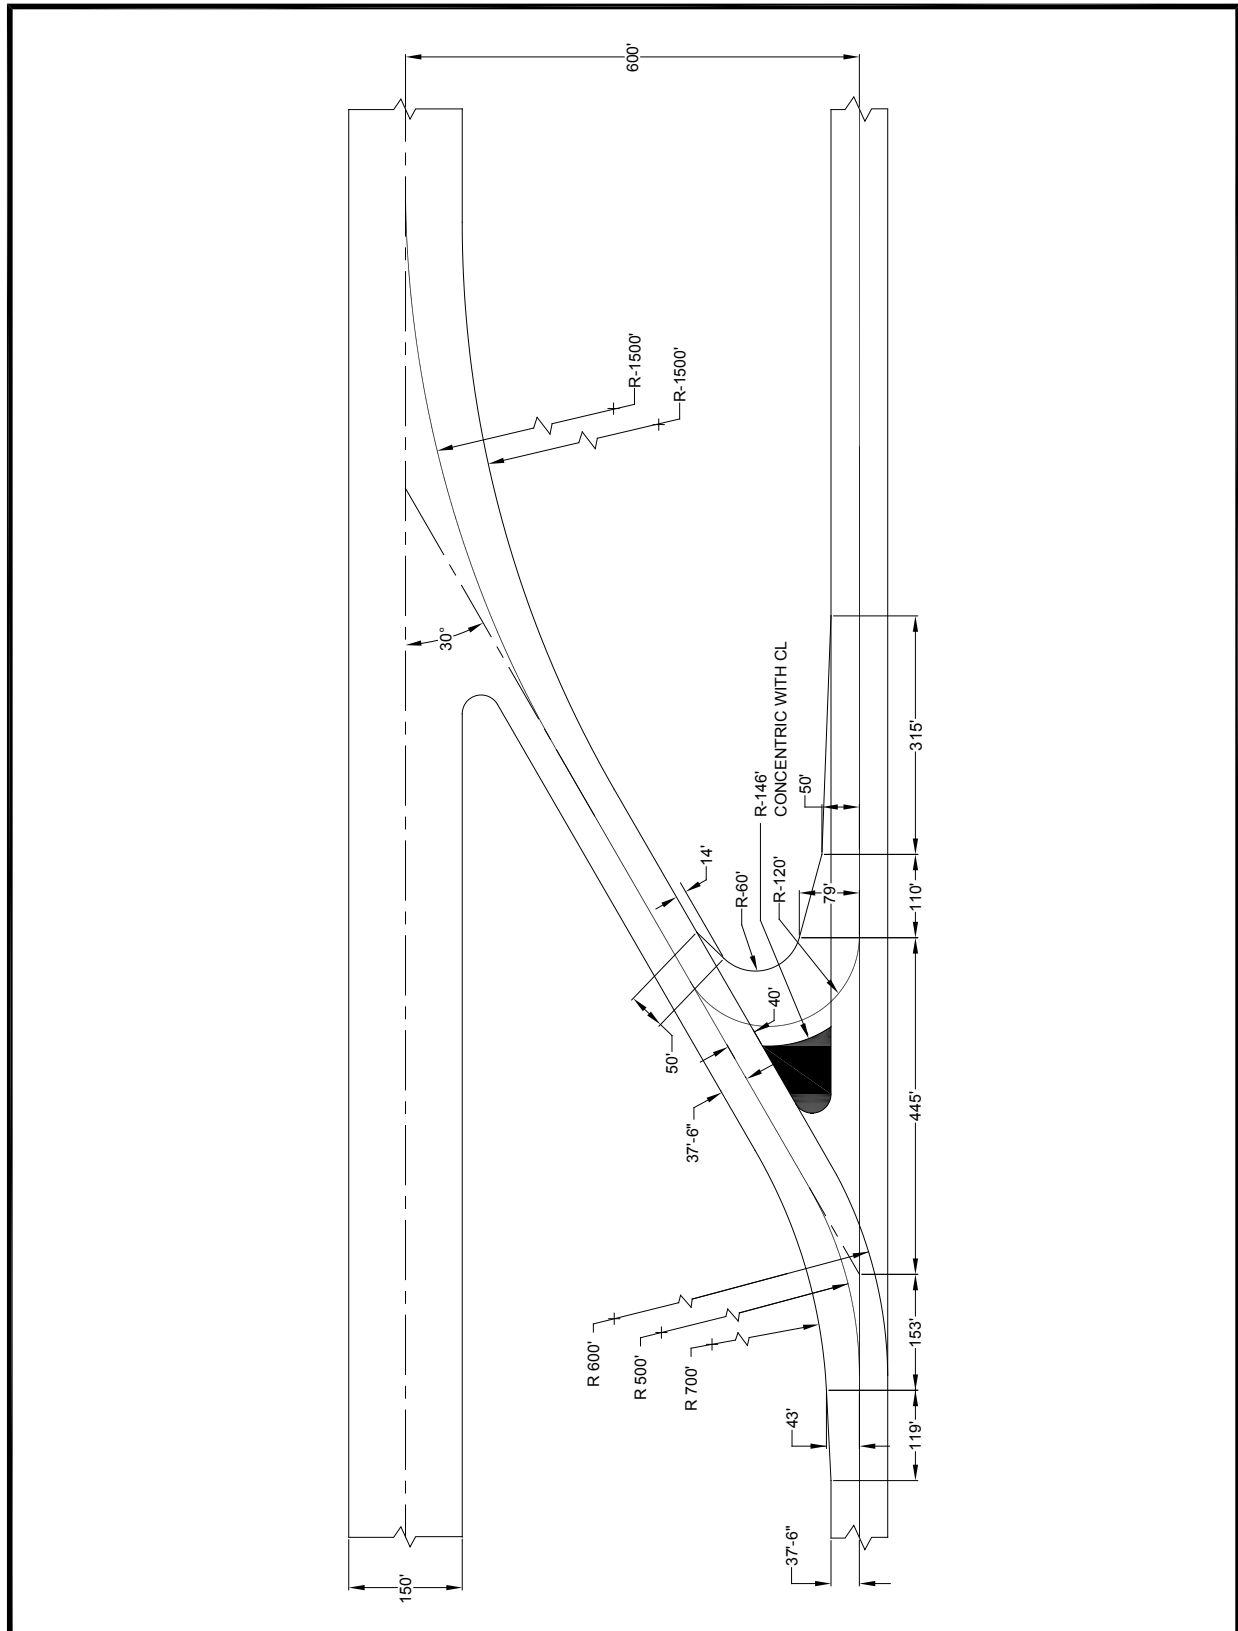 600'
R-1500'
R-1500'
30°
R-146'
CONCENTRIC WITH CL
315'
50'
14'
R-60'
R-120'
79'
110'
40'
50'
37'-6"
445'
R 600'
R 500'
R 700'
153'
43'
119'
37'-6"
150'